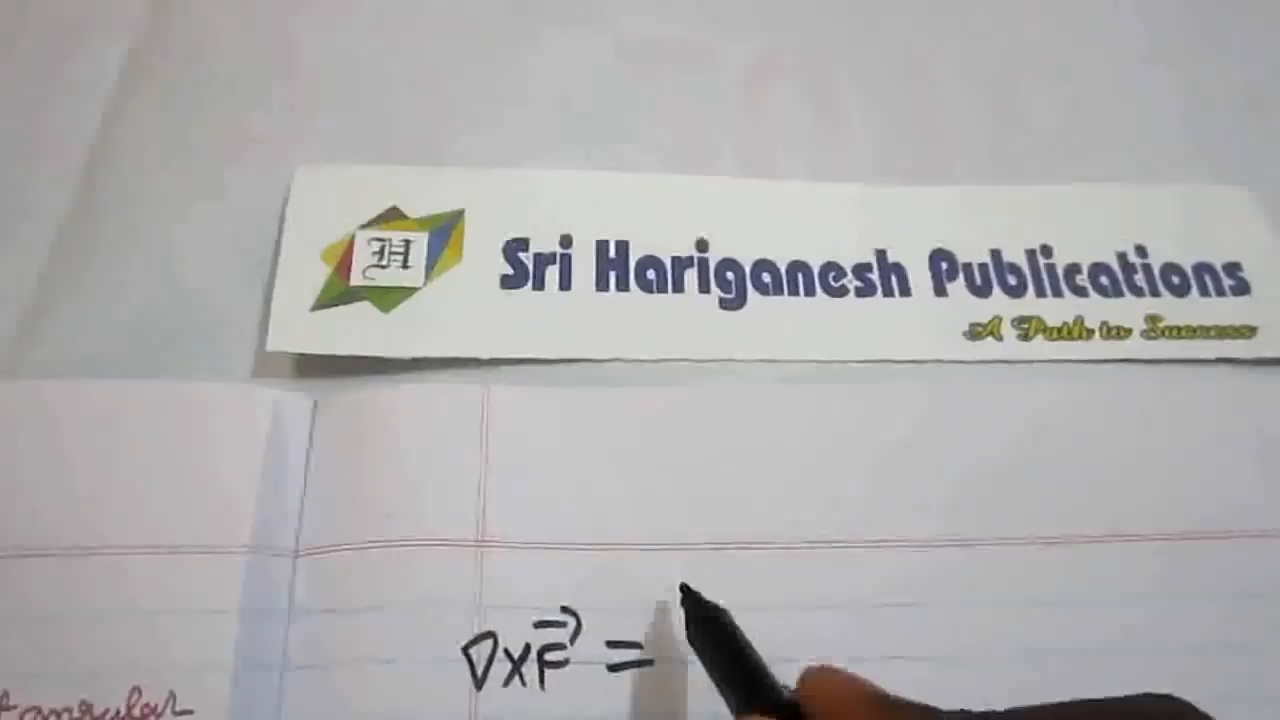 H
Sri Hariganesh Publications
A Path to Success
∇×F⃗ =